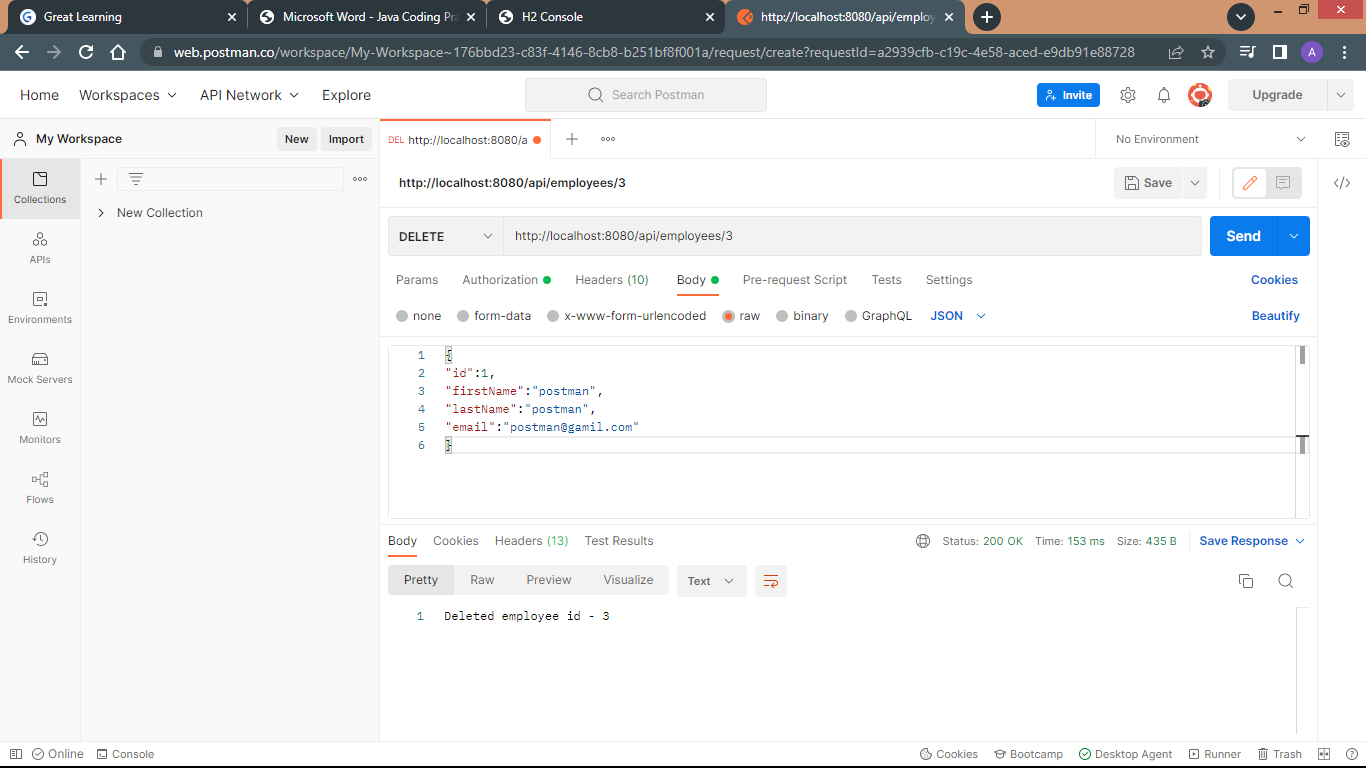 Great Learning
Microsoft Word - Java Coding Pra
H2 Console
http://localhost:8080/api/employ
web.postman.co/workspace/My-Workspace~176bbd23-c83f-4146-8cb8-b251bf8f001a/request/create?requestId=a2939cfb-c19c-4e58-aced-e9db91e88728
A
Home Workspaces API Network Explore
Search Postman
Invite
Upgrade
My Workspace
New Import
DEL http://localhost:8080/a
No Environment
Collections
New Collection
http://localhost:8080/api/employees/3
Save
APIs
DELETE http://localhost:8080/api/employees/3
Send
Environments
Params Authorization Headers (10) Body Pre-request Script Tests Settings
Cookies
Mock Servers
none form-data x-www-form-urlencoded raw binary GraphQL JSON
Beautify
Monitors
1 {
2 "id":1,
3 "firstName":"postman",
4 "lastName":"postman",
5 "email":"postman@gamil.com"
6 }
Flows
History
Body Cookies Headers (13) Test Results
Status: 200 OK Time: 153 ms Size: 435 B
Save Response
Pretty Raw Preview Visualize Text
1 Deleted employee id - 3
Online Console
Cookies Bootcamp Desktop Agent Runner Trash